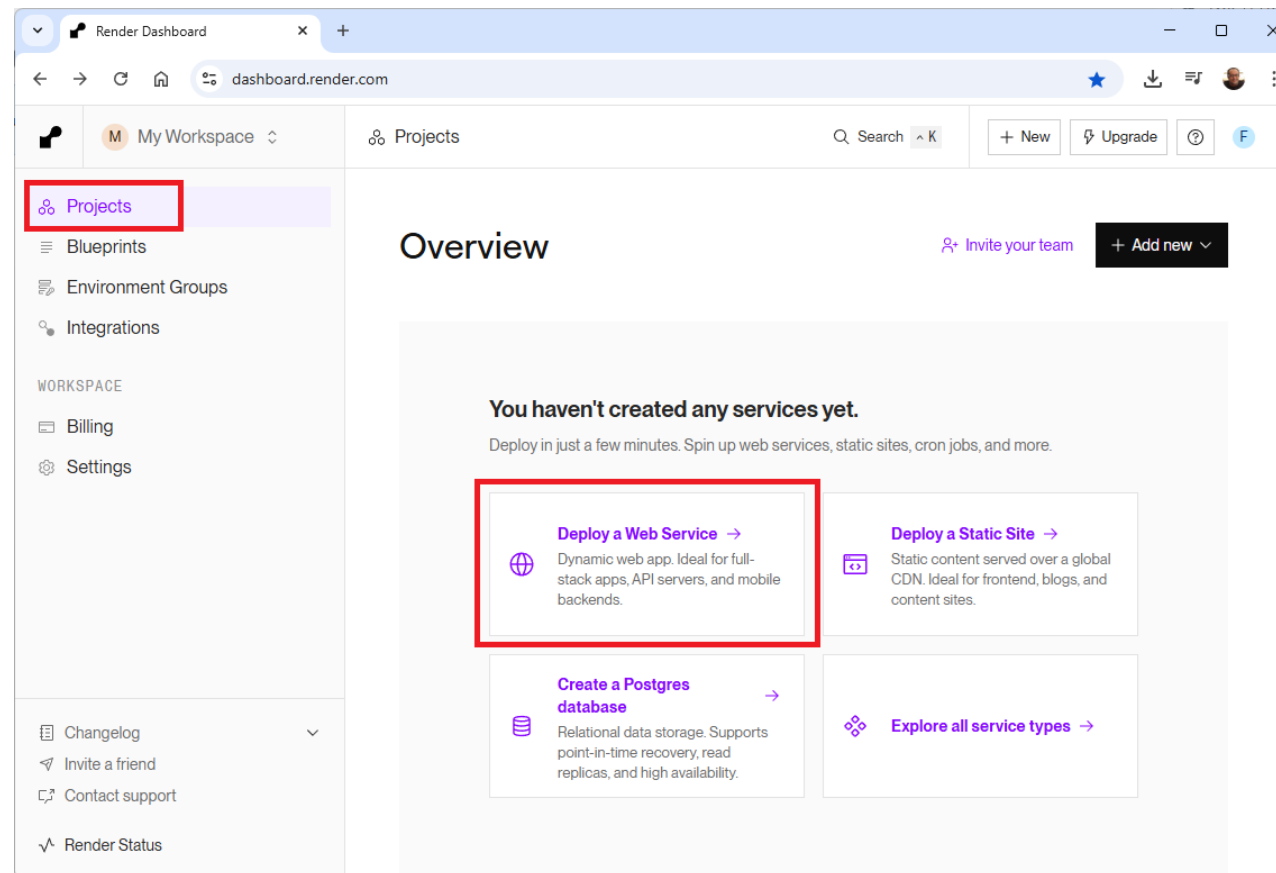 Render Dashboard
dashboard.render.com
M My Workspace
Projects
Search ^ K
+ New
Upgrade
F
Projects
Blueprints
Environment Groups
Integrations
WORKSPACE
Billing
Settings
Changelog
Invite a friend
Contact support
Render Status
Overview
Invite your team
+ Add new
You haven't created any services yet.
Deploy in just a few minutes. Spin up web services, static sites, cron jobs, and more.
Deploy a Web Service →
Dynamic web app. Ideal for full-
stack apps, API servers, and mobile
backends.
Deploy a Static Site →
Static content served over a global
CDN. Ideal for frontend, blogs, and
content sites.
Create a Postgres
database →
Relational data storage. Supports
point-in-time recovery, read
replicas, and high availability.
Explore all service types →